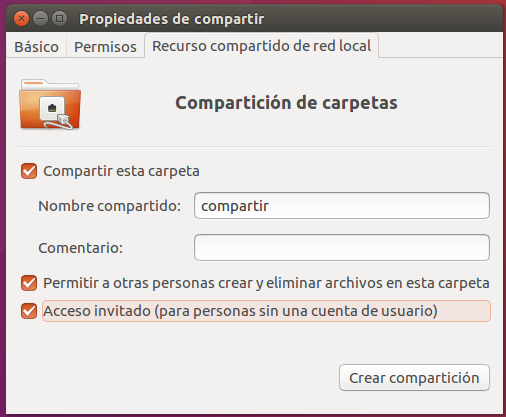 Propiedades de compartir
Básico Permisos Recurso compartido de red local
Compartición de carpetas
Compartir esta carpeta
Nombre compartido: compartir
Comentario:
Permitir a otras personas crear y eliminar archivos en esta carpeta
Acceso invitado (para personas sin una cuenta de usuario)
Crear compartición